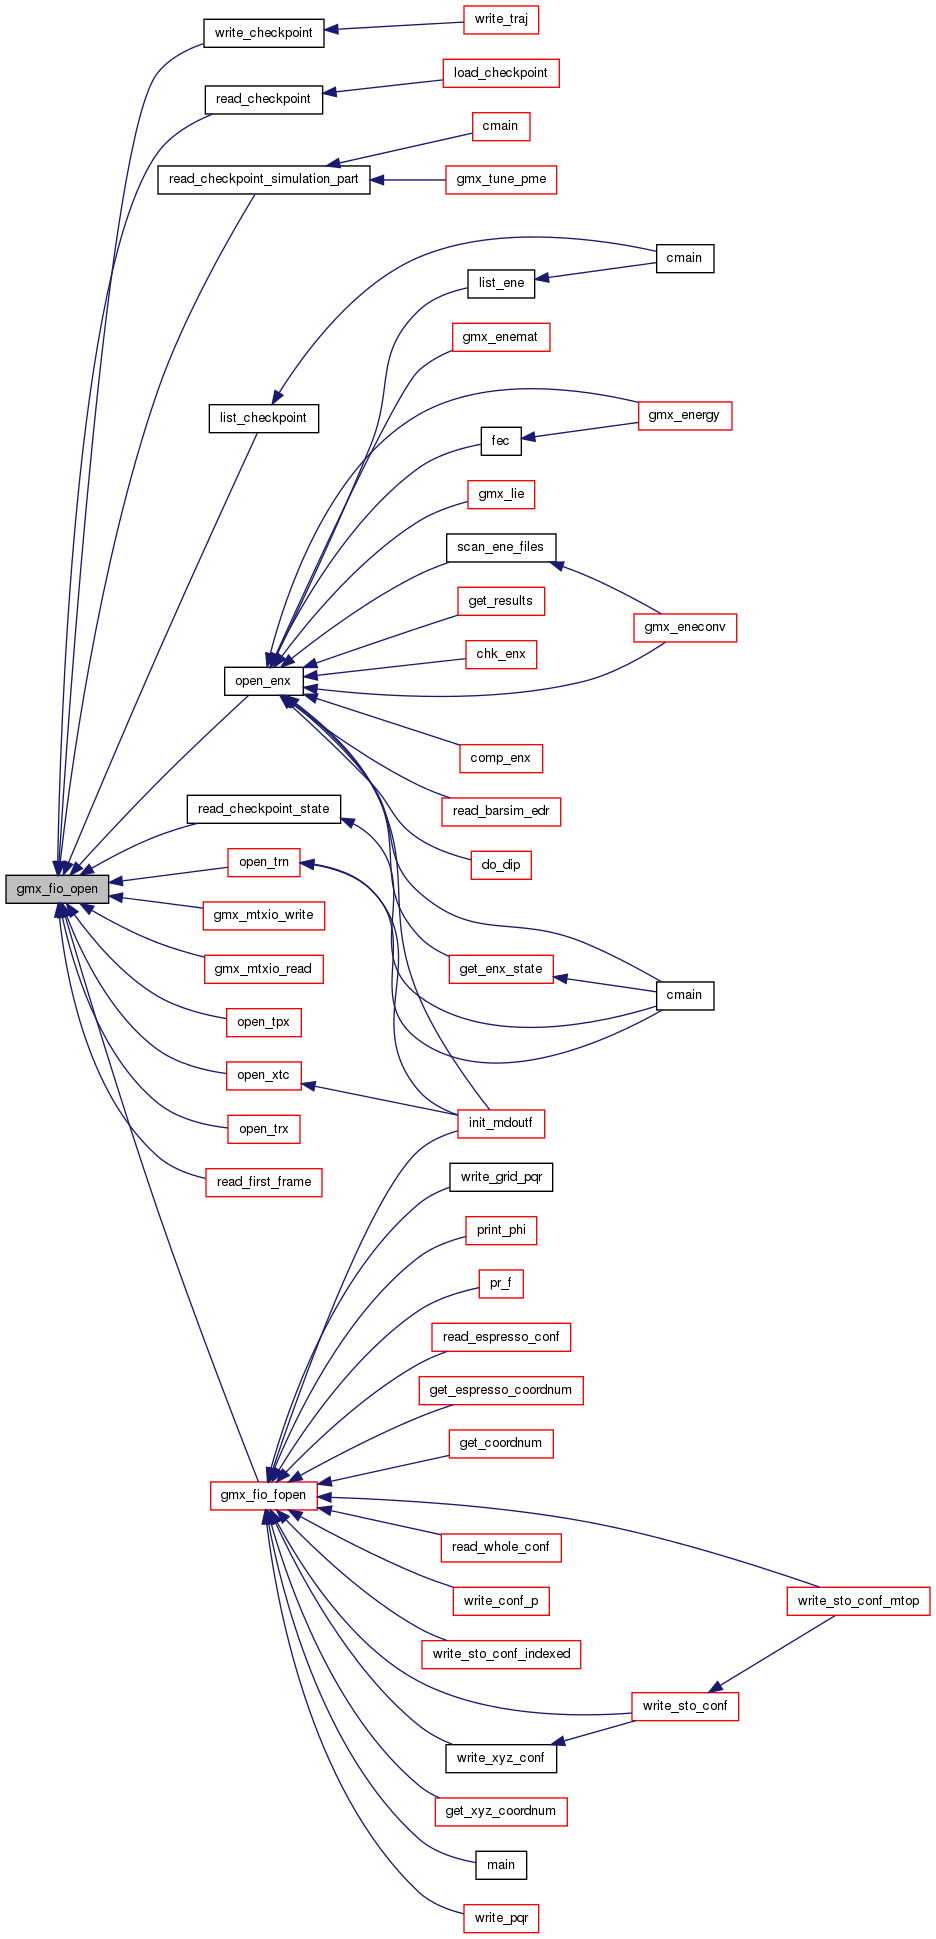 write_traj
write_checkpoint
load_checkpoint
read_checkpoint
cmain
read_checkpoint_simulation_part
gmx_tune_pme
cmain
list_ene
gmx_enemat
list_checkpoint
gmx_energy
fec
gmx_lie
scan_ene_files
get_results
gmx_eneconv
chk_enx
open_enx
comp_enx
read_checkpoint_state
read_barsim_edr
open_trn
do_dip
gmx_fio_open
gmx_mtxio_write
gmx_mtxio_read
get_enx_state
cmain
open_tpx
open_xtc
init_mdoutf
open_trx
read_first_frame
write_grid_pqr
print_phi
pr_f
read_espresso_conf
get_espresso_coordnum
get_coordnum
gmx_fio_fopen
read_whole_conf
write_conf_p
write_sto_conf_mtop
write_sto_conf_indexed
write_sto_conf
write_xyz_conf
get_xyz_coordnum
main
write_pqr